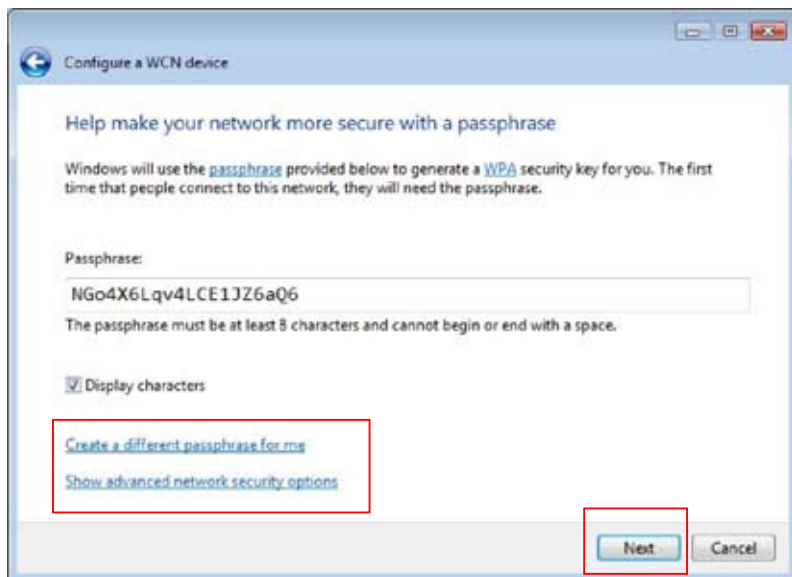 Configure a WCN device
Help make your network more secure with a passphrase
Windows will use the passphrase provided below to generate a WPA security key for you. The first
time that people connect to this network, they will need the passphrase.
Passphrase:
NGo4X6Lqv4LCE1JZ6aQ6
The passphrase must be at least 8 characters and cannot begin or end with a space.
Display characters
Create a different passphrase for me
Show advanced network security options
Next Cancel